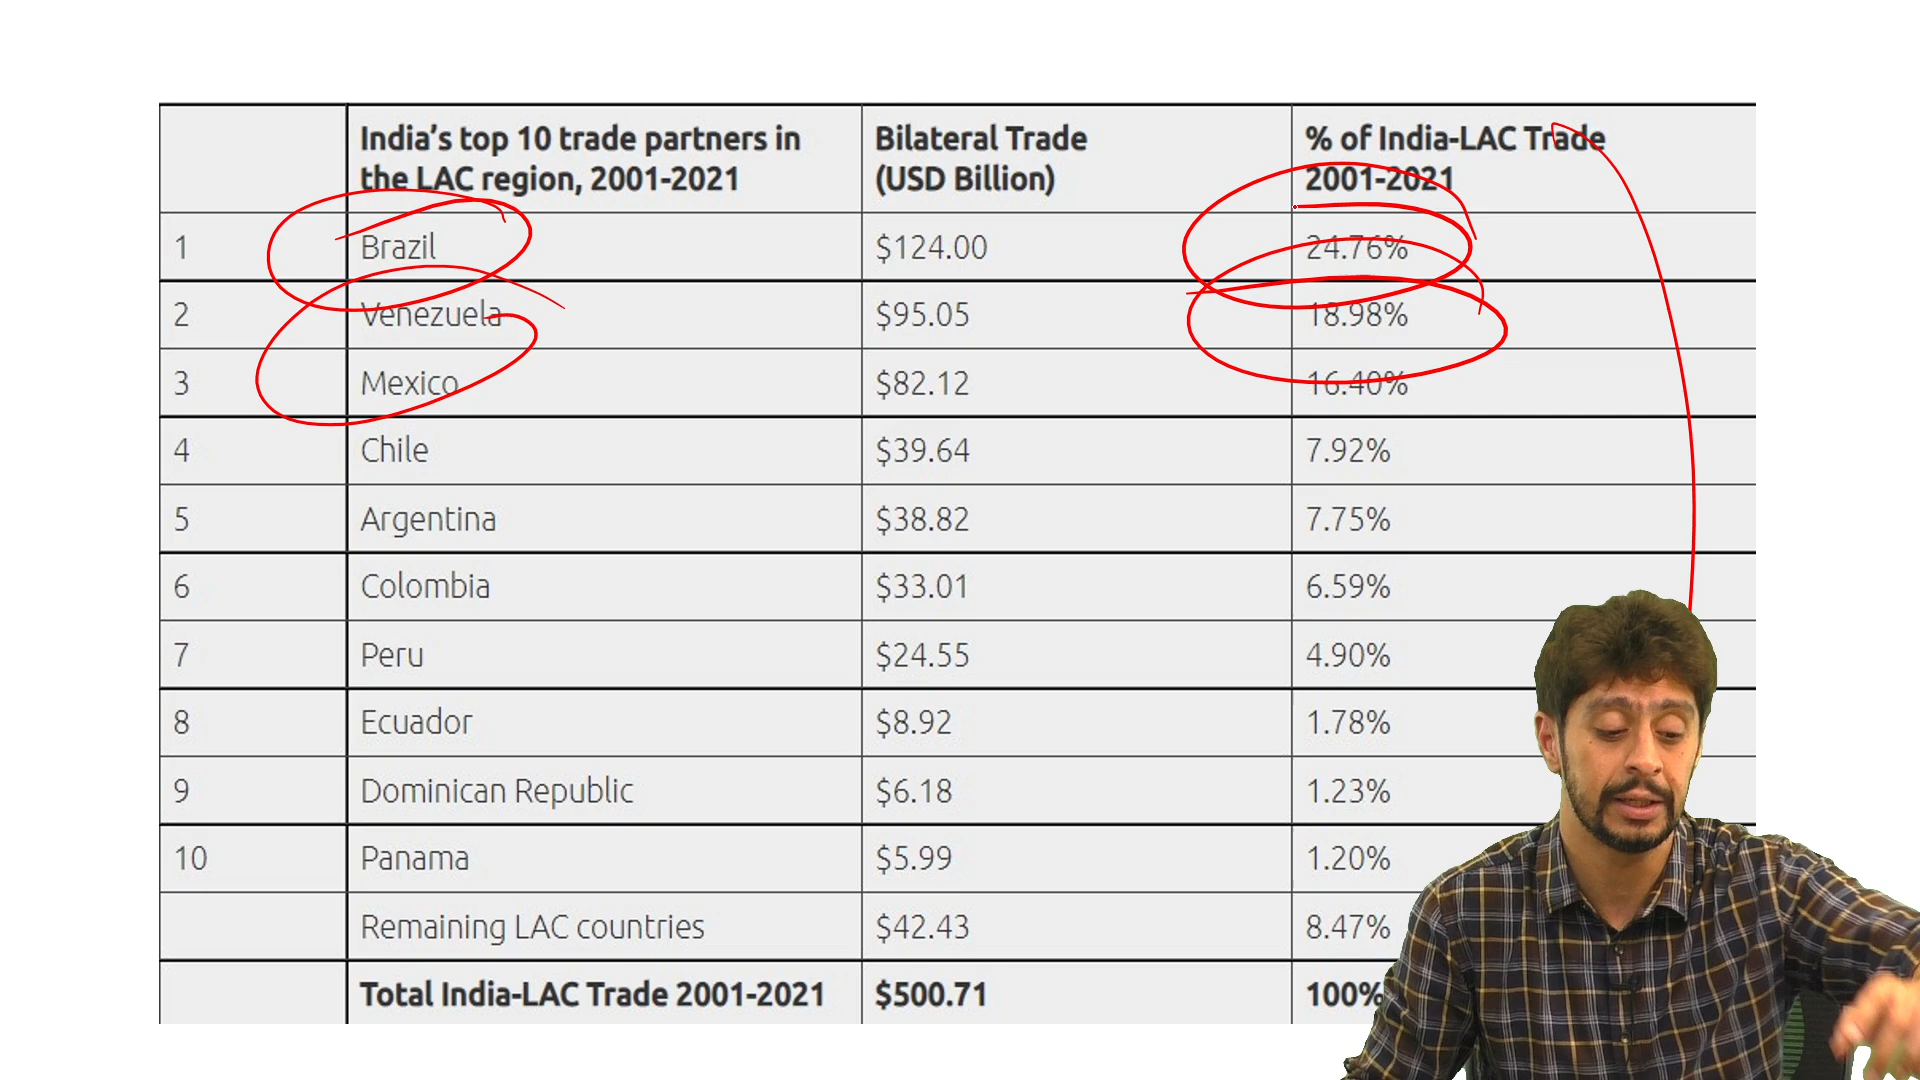 India’s top 10 trade partners in the LAC region, 2001-2021 Bilateral Trade (USD Billion) % of India-LAC Trade 2001-2021
1 Brazil $124.00 24.76%
2 Venezuela $95.05 18.98%
3 Mexico $82.12 16.40%
4 Chile $39.64 7.92%
5 Argentina $38.82 7.75%
6 Colombia $33.01 6.59%
7 Peru $24.55 4.90%
8 Ecuador $8.92 1.78%
9 Dominican Republic $6.18 1.23%
10 Panama $5.99 1.20%
Remaining LAC countries $42.43 8.47%
Total India-LAC Trade 2001-2021 $500.71 100%